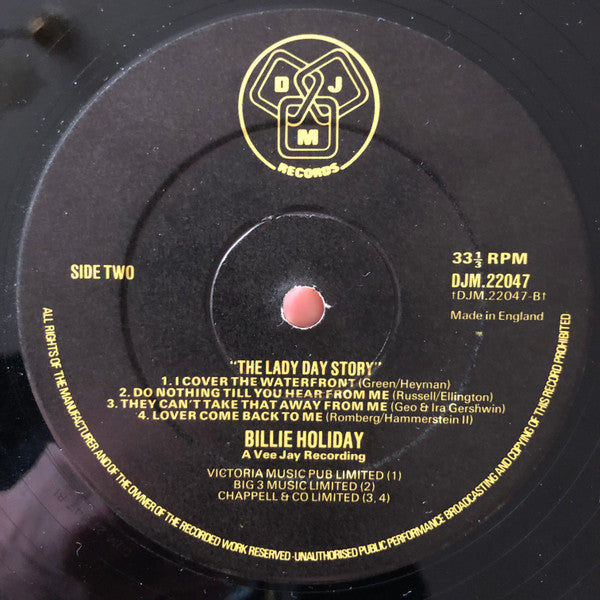 D J
M
RECORDS
SIDE TWO
33⅓ RPM
DJM.22047
†DJM.22047-B†
Made in England
"THE LADY DAY STORY"
1. I COVER THE WATERFRONT (Green/Heyman)
2. DO NOTHING TILL YOU HEAR FROM ME (Russell/Ellington)
3. THEY CAN'T TAKE THAT AWAY FROM ME (Geo & Ira Gershwin)
4. LOVER COME BACK TO ME (Romberg/Hammerstein II)
BILLIE HOLIDAY
A Vee Jay Recording
VICTORIA MUSIC PUB LIMITED (1)
BIG 3 MUSIC LIMITED (2)
CHAPPELL & CO LIMITED (3, 4)
ALL RIGHTS OF THE MANUFACTURER AND OF THE OWNER OF THE RECORDED WORK RESERVED·UNAUTHORISED PUBLIC PERFORMANCE BROADCASTING AND COPYING OF THIS RECORD PROHIBITED